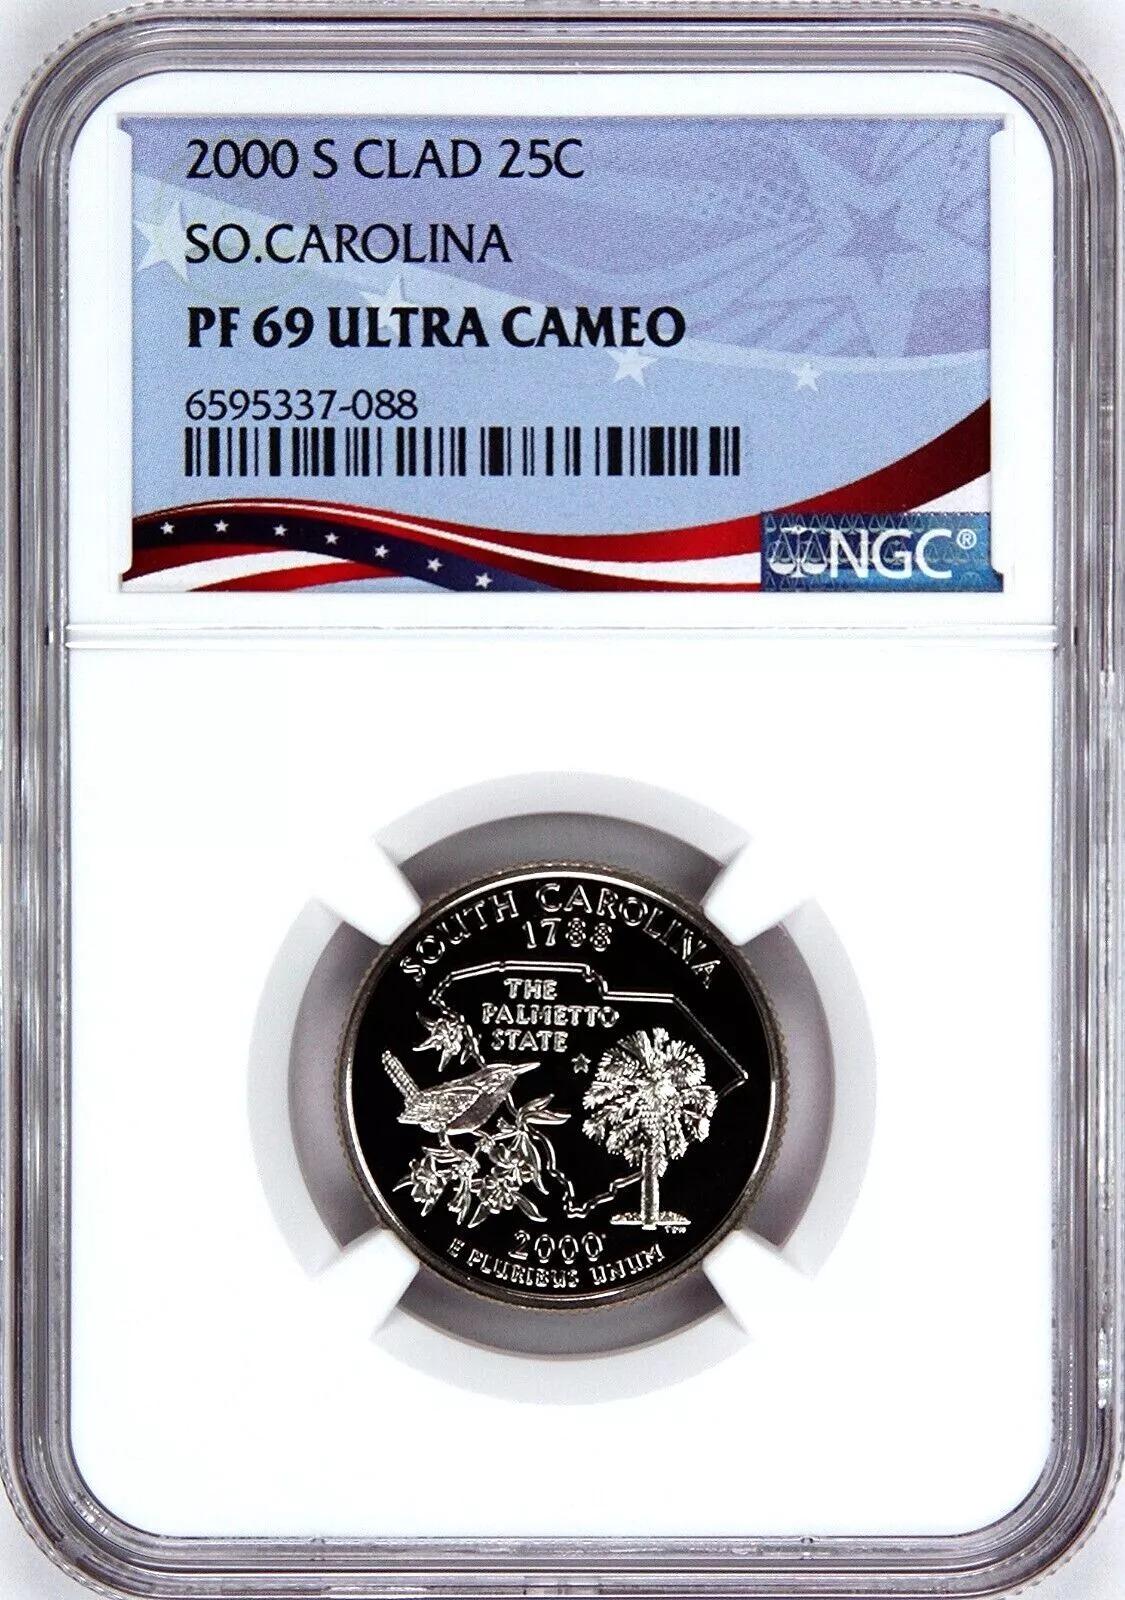 2000 S CLAD 25C
SO.CAROLINA
PF 69 ULTRA CAMEO
6595337-088
NGC®
SOUTH CAROLINA
1788
THE
PALMETTO
STATE
2000
E PLURIBUS UNUM